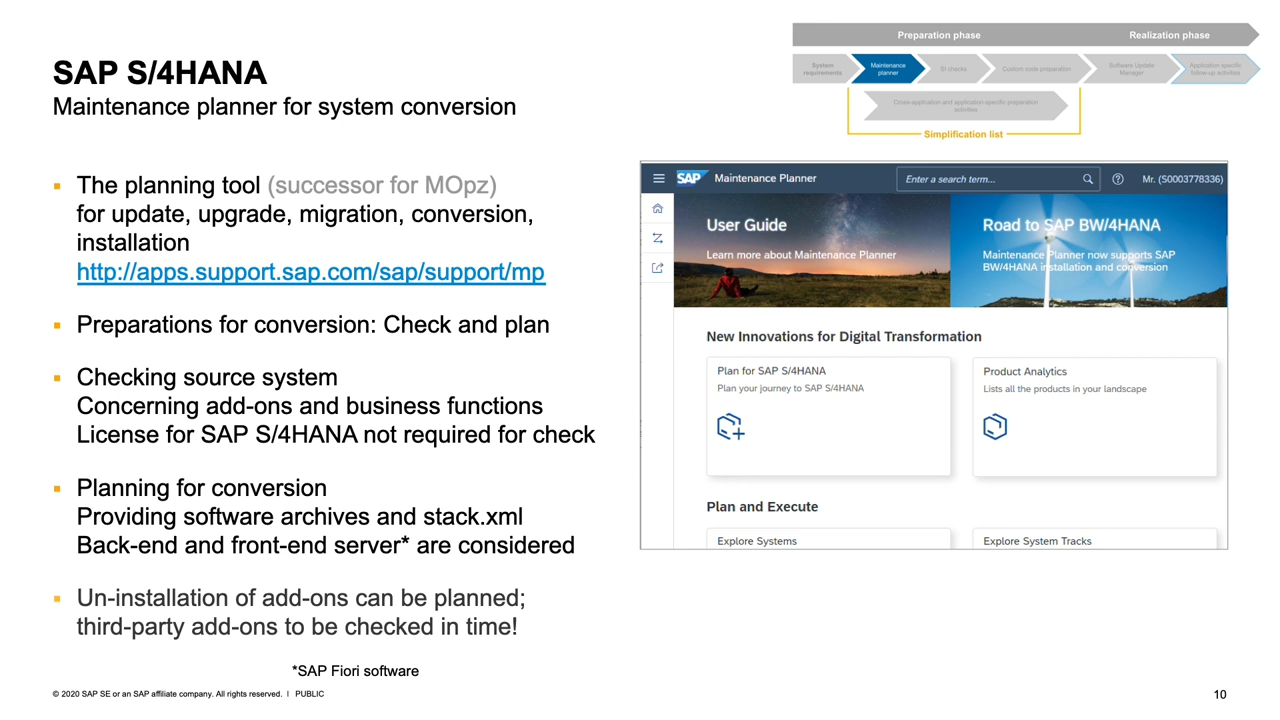 Preparation phase
Realization phase
System requirements
Maintenance planner
SI checks
Custom code preparation
Software Update Manager
Application specific follow-up activities
Cross-application and application-specific preparation activities
Simplification list
SAP S/4HANA
Maintenance planner for system conversion
▪ The planning tool (successor for MOpz)
for update, upgrade, migration, conversion,
installation
http://apps.support.sap.com/sap/support/mp
▪ Preparations for conversion: Check and plan
▪ Checking source system
Concerning add-ons and business functions
License for SAP S/4HANA not required for check
▪ Planning for conversion
Providing software archives and stack.xml
Back-end and front-end server* are considered
▪ Un-installation of add-ons can be planned;
third-party add-ons to be checked in time!
*SAP Fiori software
SAP Maintenance Planner
Enter a search term...
Mr. (S0003778336)
User Guide
Learn more about Maintenance Planner
Road to SAP BW/4HANA
Maintenance Planner now supports SAP
BW/4HANA installation and conversion
New Innovations for Digital Transformation
Plan for SAP S/4HANA
Plan your journey to SAP S/4HANA
Product Analytics
Lists all the products in your landscape
Plan and Execute
Explore Systems
Explore System Tracks
© 2020 SAP SE or an SAP affiliate company. All rights reserved. ǀ PUBLIC
10